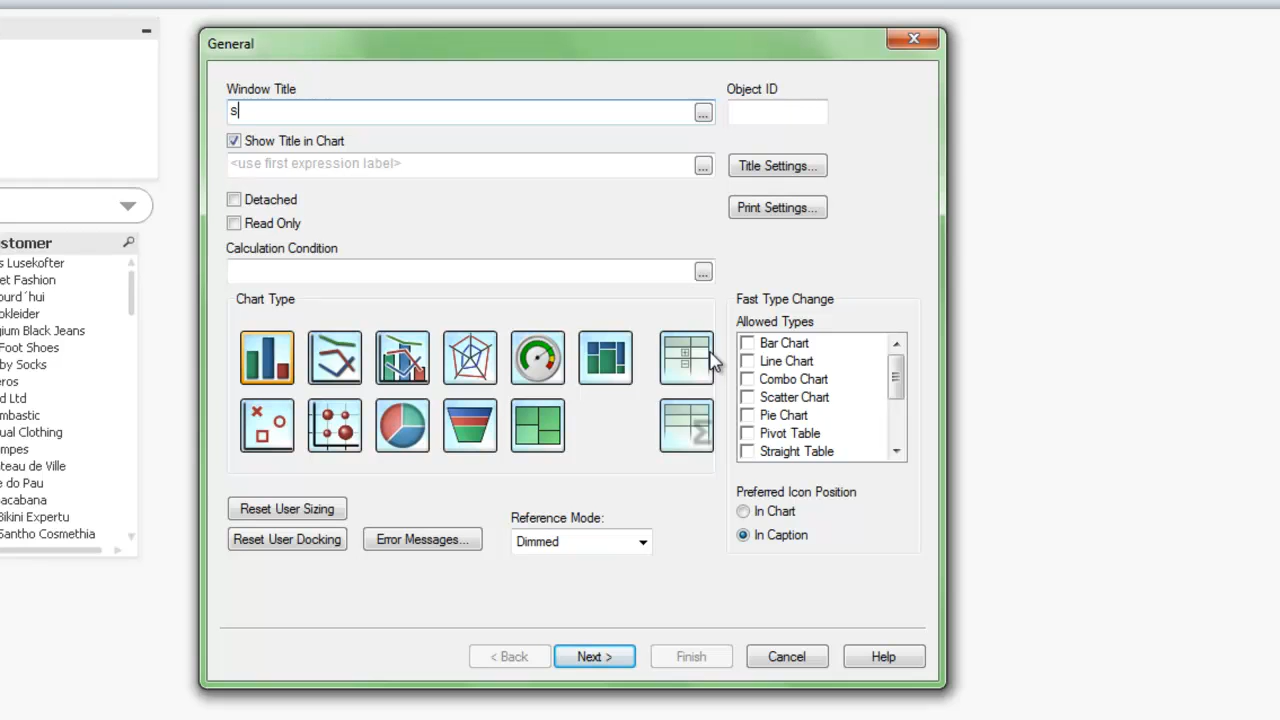 General
Window Title
Object ID
s
...
Show Title in Chart
<use first expression label>
...
Title Settings...
Detached
Print Settings...
Read Only
Calculation Condition
...
Chart Type
Fast Type Change
Allowed Types
Bar Chart
Line Chart
Combo Chart
Scatter Chart
Pie Chart
Pivot Table
Straight Table
Preferred Icon Position
In Chart
In Caption
Reset User Sizing
Reference Mode:
Reset User Docking
Error Messages...
Dimmed
< Back
Next >
Finish
Cancel
Help
stomer
s Lusekofter
et Fashion
ourd´hui
okleider
gium Black Jeans
Foot Shoes
by Socks
eros
d Ltd
mbastic
ual Clothing
mpes
teau de Ville
e do Pau
acabana
Bikini Expertu
Santho Cosmethia